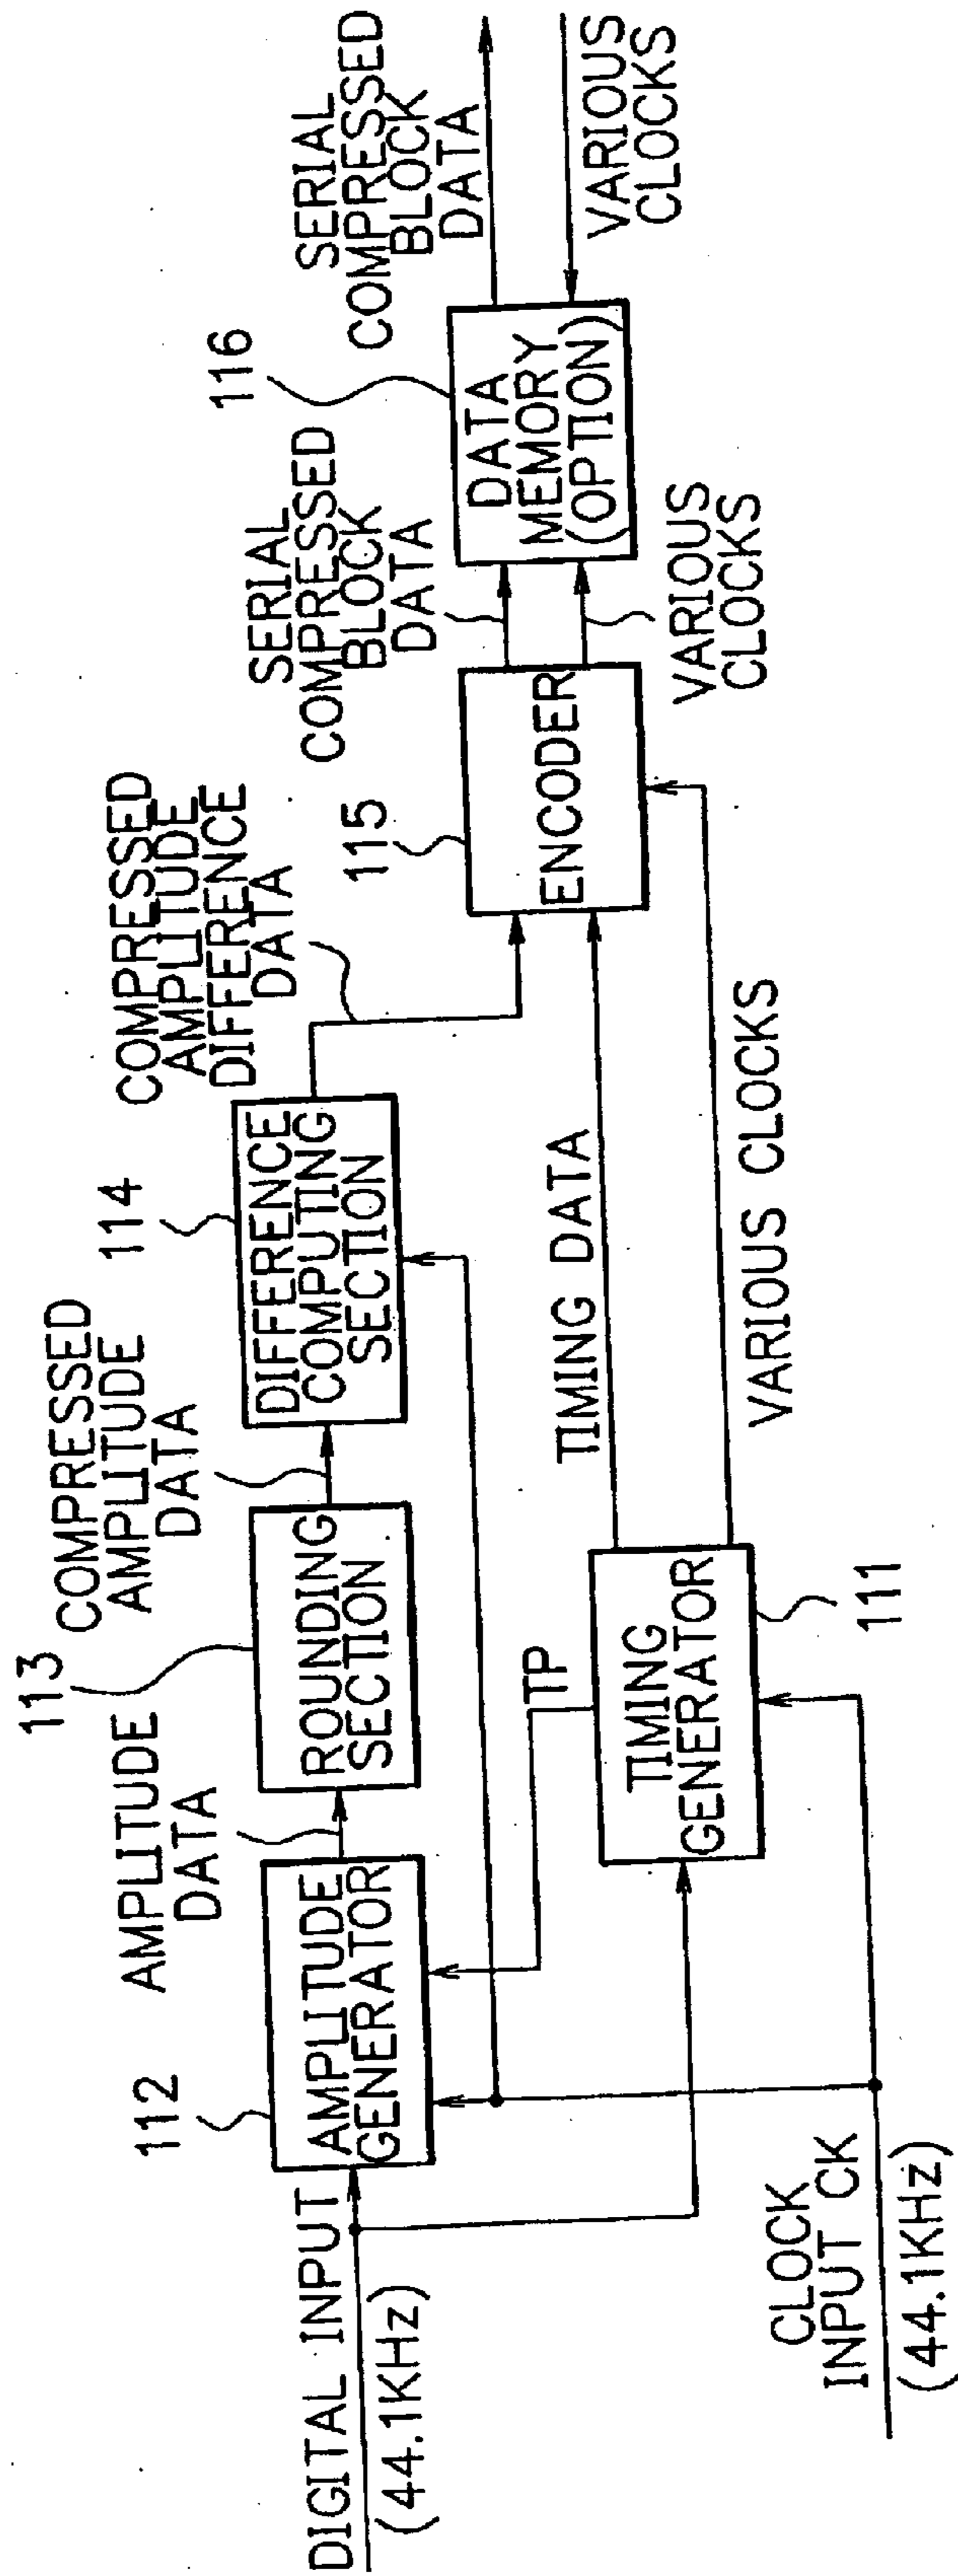 DIGITAL INPUT
(44.1KHz)
CLOCK
INPUT CK
(44.1KHz)
112
AMPLITUDE
GENERATOR
AMPLITUDE
DATA
113
ROUNDING
SECTION
COMPRESSED
AMPLITUDE
DATA
114
DIFFERENCE
COMPUTING
SECTION
COMPRESSED
AMPLITUDE
DIFFERENCE
DATA
TP
TIMING
GENERATOR
111
TIMING DATA
VARIOUS CLOCKS
115
ENCODER
SERIAL
COMPRESSED
BLOCK
DATA
VARIOUS
CLOCKS
116
DATA
MEMORY
(OPTION)
SERIAL
COMPRESSED
BLOCK
DATA
VARIOUS
CLOCKS